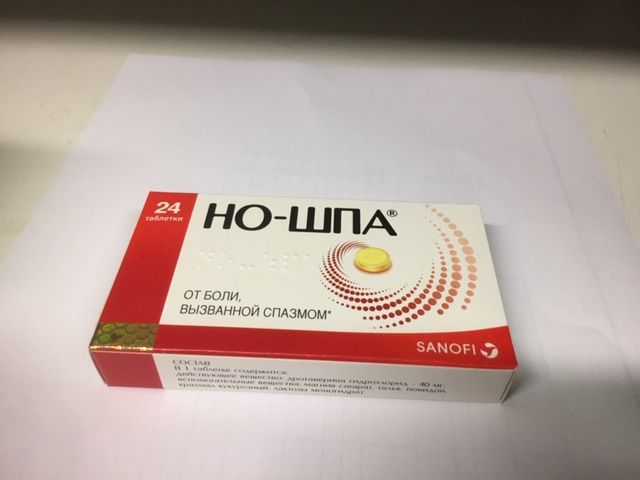 24
таблетки
НО-ШПА®
ОТ БОЛИ,
ВЫЗВАННОЙ СПАЗМОМ*
SANOFI
СОСТАВ
В 1 таблетке содержится:
действующее вещество: дротаверина гидрохлорид - 40 мг
вспомогательные вещества: магния стеарат, тальк, повидон,
крахмал кукурузный, лактозы моногидрат